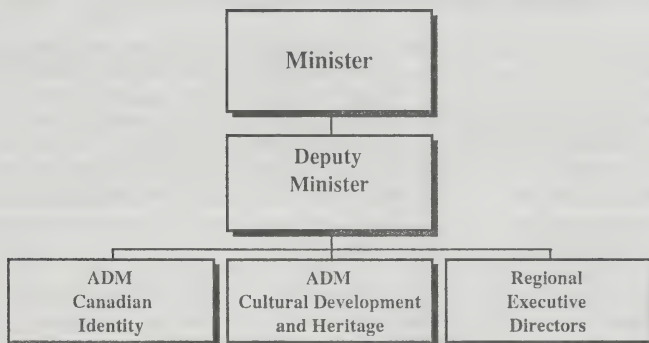 Minister
Deputy
Minister
ADM
Canadian
Identity
ADM
Cultural Development
and Heritage
Regional
Executive
Directors